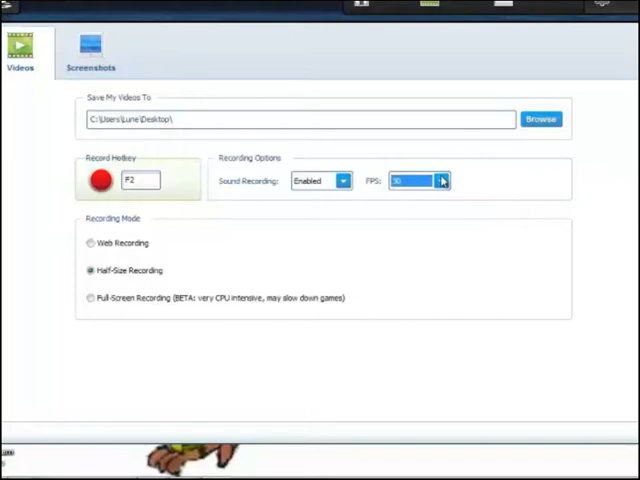 Videos
Screenshots
Save My Videos To
C:\Users\Lune\Desktop\
Browse
Record Hotkey
Recording Options
F2
Sound Recording:
Enabled
FPS:
30
Recording Mode
Web Recording
Half-Size Recording
Full-Screen Recording (BETA: very CPU intensive, may slow down games)